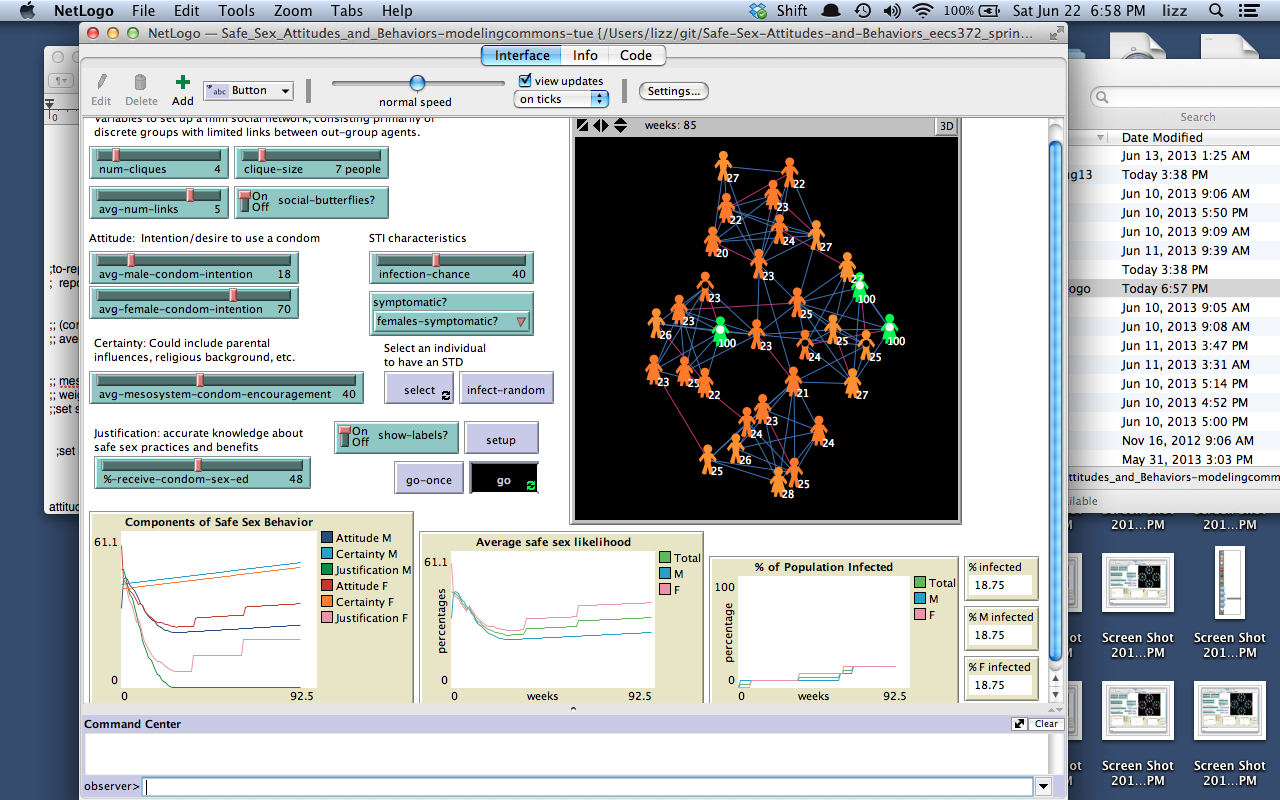 NetLogo File Edit Tools Zoom Tabs Help
Shift 100% Sat Jun 22 6:58 PM lizz
NetLogo — Safe_Sex_Attitudes_and_Behaviors-modelingcommons-tue {/Users/lizz/git/Safe-Sex-Attitudes-and-Behaviors_eecs372_sprin...
Interface Info Code
Edit Delete Add
abc Button
normal speed
view updates
on ticks
Settings...
Variables to set up a mini social network, consisting primarily of
discrete groups with limited links between out-group agents.
num-cliques 4
clique-size 7 people
avg-num-links 5
On
Off
social-butterflies?
Attitude: Intention/desire to use a condom
avg-male-condom-intention 18
avg-female-condom-intention 70
STI characteristics
infection-chance 40
symptomatic?
females-symptomatic?
Certainty: Could include parental
influences, religious background, etc.
avg-mesosystem-condom-encouragement 40
Select an individual
to have an STD
select
infect-random
Justification: accurate knowledge about
safe sex practices and benefits
%-receive-condom-sex-ed 48
On
Off
show-labels?
setup
go-once
go
weeks: 85
3D
27
22
23
22
24
27
20
23
27
100
23
25
23
26
100
23
25
24
25
100
23
25
22
21
27
23
24
24
26
25
25
28
Components of Safe Sex Behavior
61.1
0
0
92.5
Attitude M
Certainty M
Justification M
Attitude F
Certainty F
Justification F
Average safe sex likelihood
61.1
percentages
0
0
weeks
92.5
Total
M
F
% of Population Infected
100
percentage
0
0
weeks
92.5
Total
M
F
% infected
18.75
% M infected
18.75
% F infected
18.75
Command Center
Clear
observer>
0
;to-rep
; repo
;; (con
;; ave
;; mes
;; weig
;;set s
;set
attitud
Search
Date Modified
Jun 13, 2013 1:25 AM
ug13 Today 3:38 PM
Jun 10, 2013 9:06 AM
Jun 10, 2013 5:50 PM
Jun 10, 2013 9:09 AM
Jun 11, 2013 9:39 AM
Today 3:38 PM
logo Today 6:57 PM
Jun 10, 2013 9:05 AM
Jun 10, 2013 9:08 AM
Jun 11, 2013 3:47 PM
Jun 11, 2013 3:31 AM
Jun 10, 2013 5:14 PM
Jun 10, 2013 4:52 PM
Jun 10, 2013 5:00 PM
Nov 16, 2012 9:06 AM
May 31, 2013 3:03 PM
ttitudes_and_Behaviors-modelingcomm
ailable
Screen Shot
201...PM
Screen Shot
201...PM
Screen Shot
201...PM
Screen Shot
201...PM